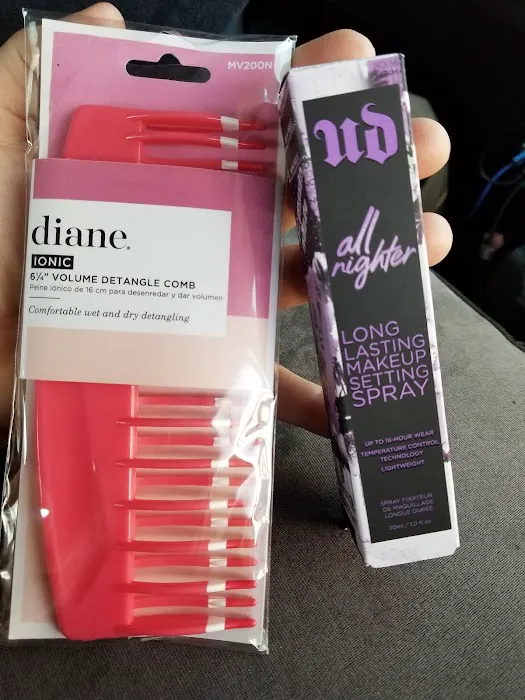 MV200N
diane®
IONIC
6¼" VOLUME DETANGLE COMB
Peine iónico de 16 cm para desenredar y dar volumen
Comfortable wet and dry detangling
UD
all
nighter
LONG
LASTING
MAKEUP
SETTING
SPRAY
UP TO 16-HOUR WEAR
TEMPERATURE CONTROL
TECHNOLOGY
LIGHTWEIGHT
SPRAY FIXATEUR
DE MAQUILLAGE
LONGUE DURÉE
30ml / 1.0 fl oz